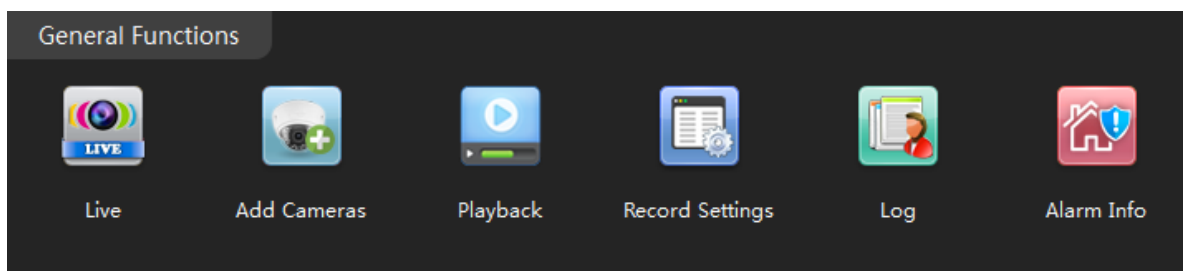 General Functions
LIVE
Live
Add Cameras
Playback
Record Settings
Log
Alarm Info